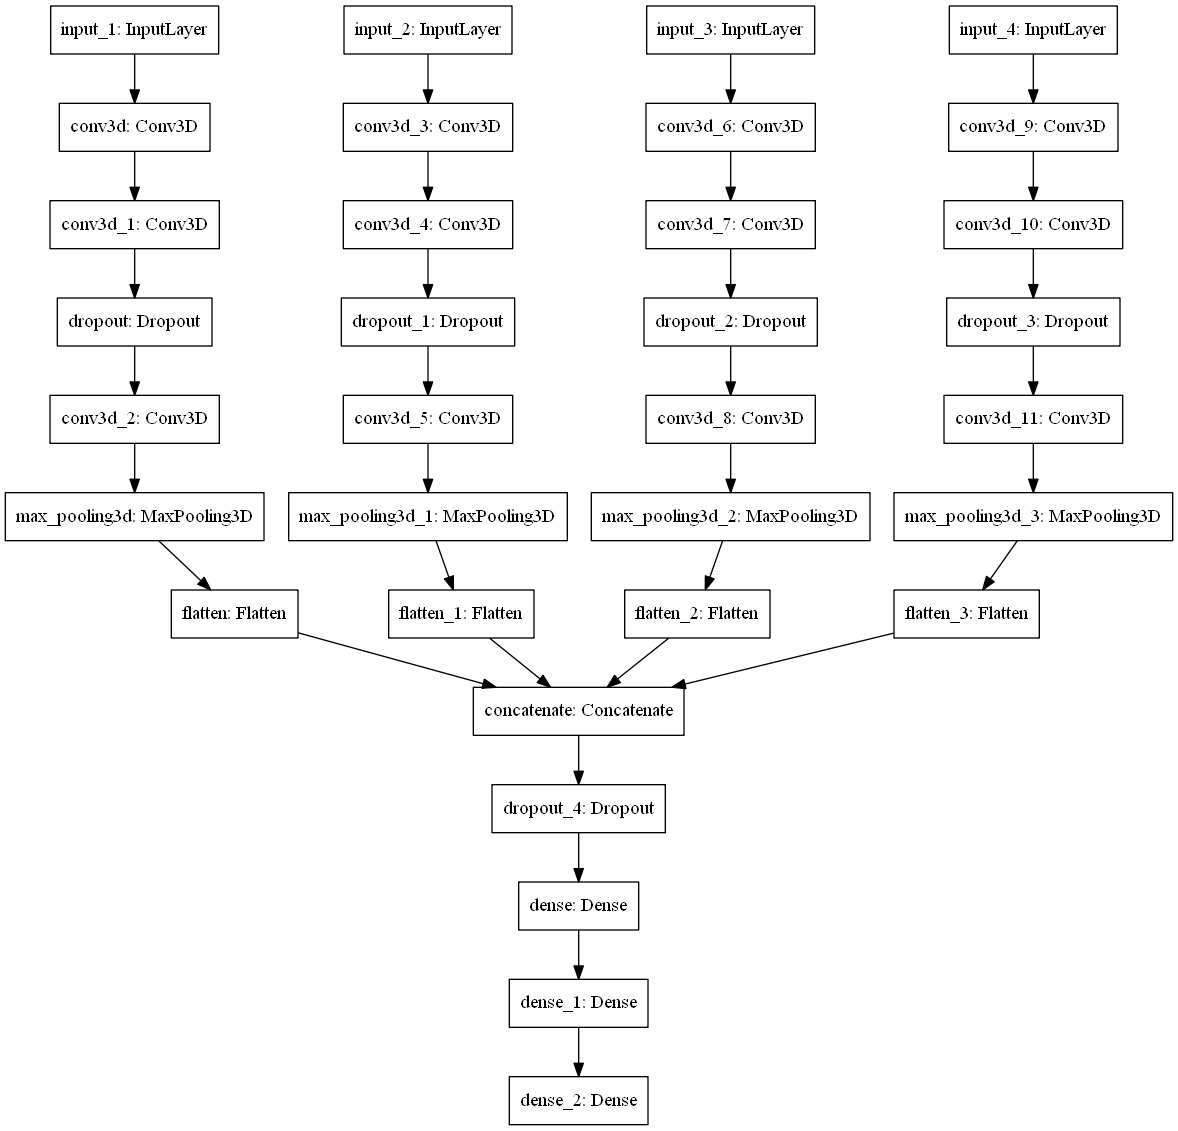 input_1: InputLayer
input_2: InputLayer
input_3: InputLayer
input_4: InputLayer
conv3d: Conv3D
conv3d_3: Conv3D
conv3d_6: Conv3D
conv3d_9: Conv3D
conv3d_1: Conv3D
conv3d_4: Conv3D
conv3d_7: Conv3D
conv3d_10: Conv3D
dropout: Dropout
dropout_1: Dropout
dropout_2: Dropout
dropout_3: Dropout
conv3d_2: Conv3D
conv3d_5: Conv3D
conv3d_8: Conv3D
conv3d_11: Conv3D
max_pooling3d: MaxPooling3D
max_pooling3d_1: MaxPooling3D
max_pooling3d_2: MaxPooling3D
max_pooling3d_3: MaxPooling3D
flatten: Flatten
flatten_1: Flatten
flatten_2: Flatten
flatten_3: Flatten
concatenate: Concatenate
dropout_4: Dropout
dense: Dense
dense_1: Dense
dense_2: Dense